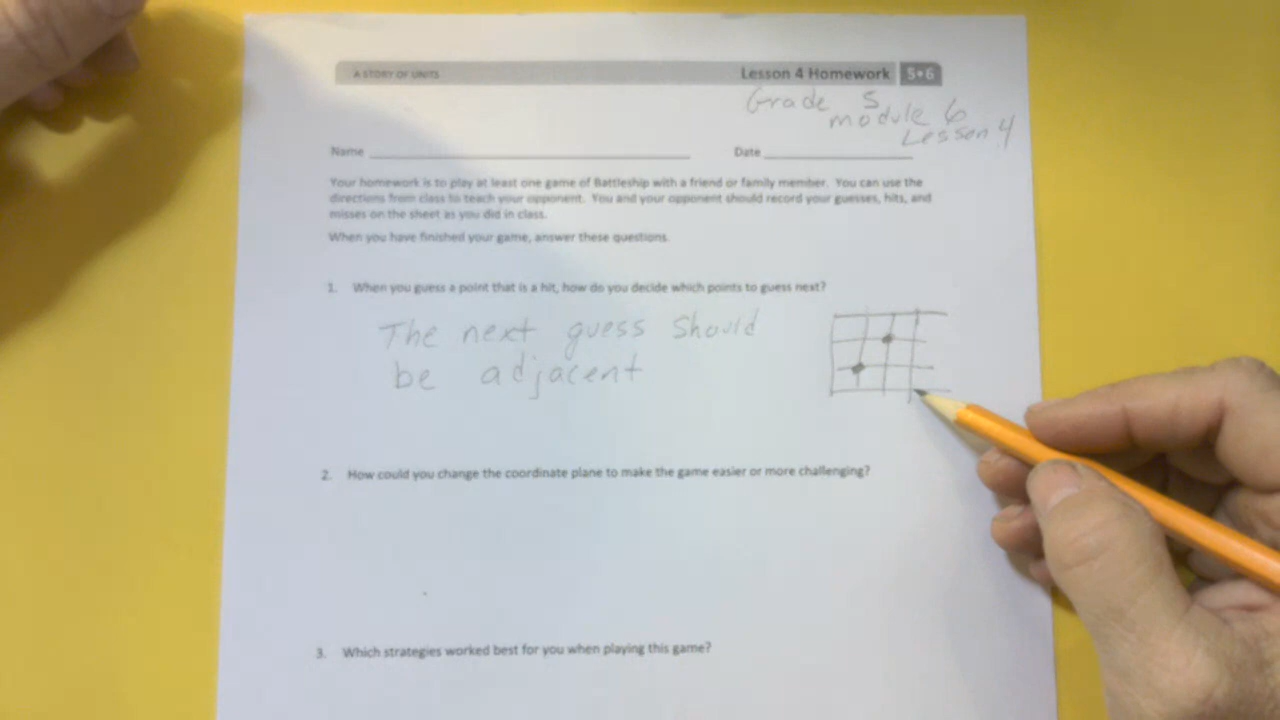 A STORY OF UNITS
Lesson 4 Homework 5•6
Grade 5
module 6
Lesson 4
Name
Date
Your homework is to play at least one game of Battleship with a friend or family member. You can use the
directions from class to teach your opponent. You and your opponent should record your guesses, hits, and
misses on the sheet as you did in class.
When you have finished your game, answer these questions.
1. When you guess a point that is a hit, how do you decide which points to guess next?
The next guess should
be adjacent
2. How could you change the coordinate plane to make the game easier or more challenging?
3. Which strategies worked best for you when playing this game?